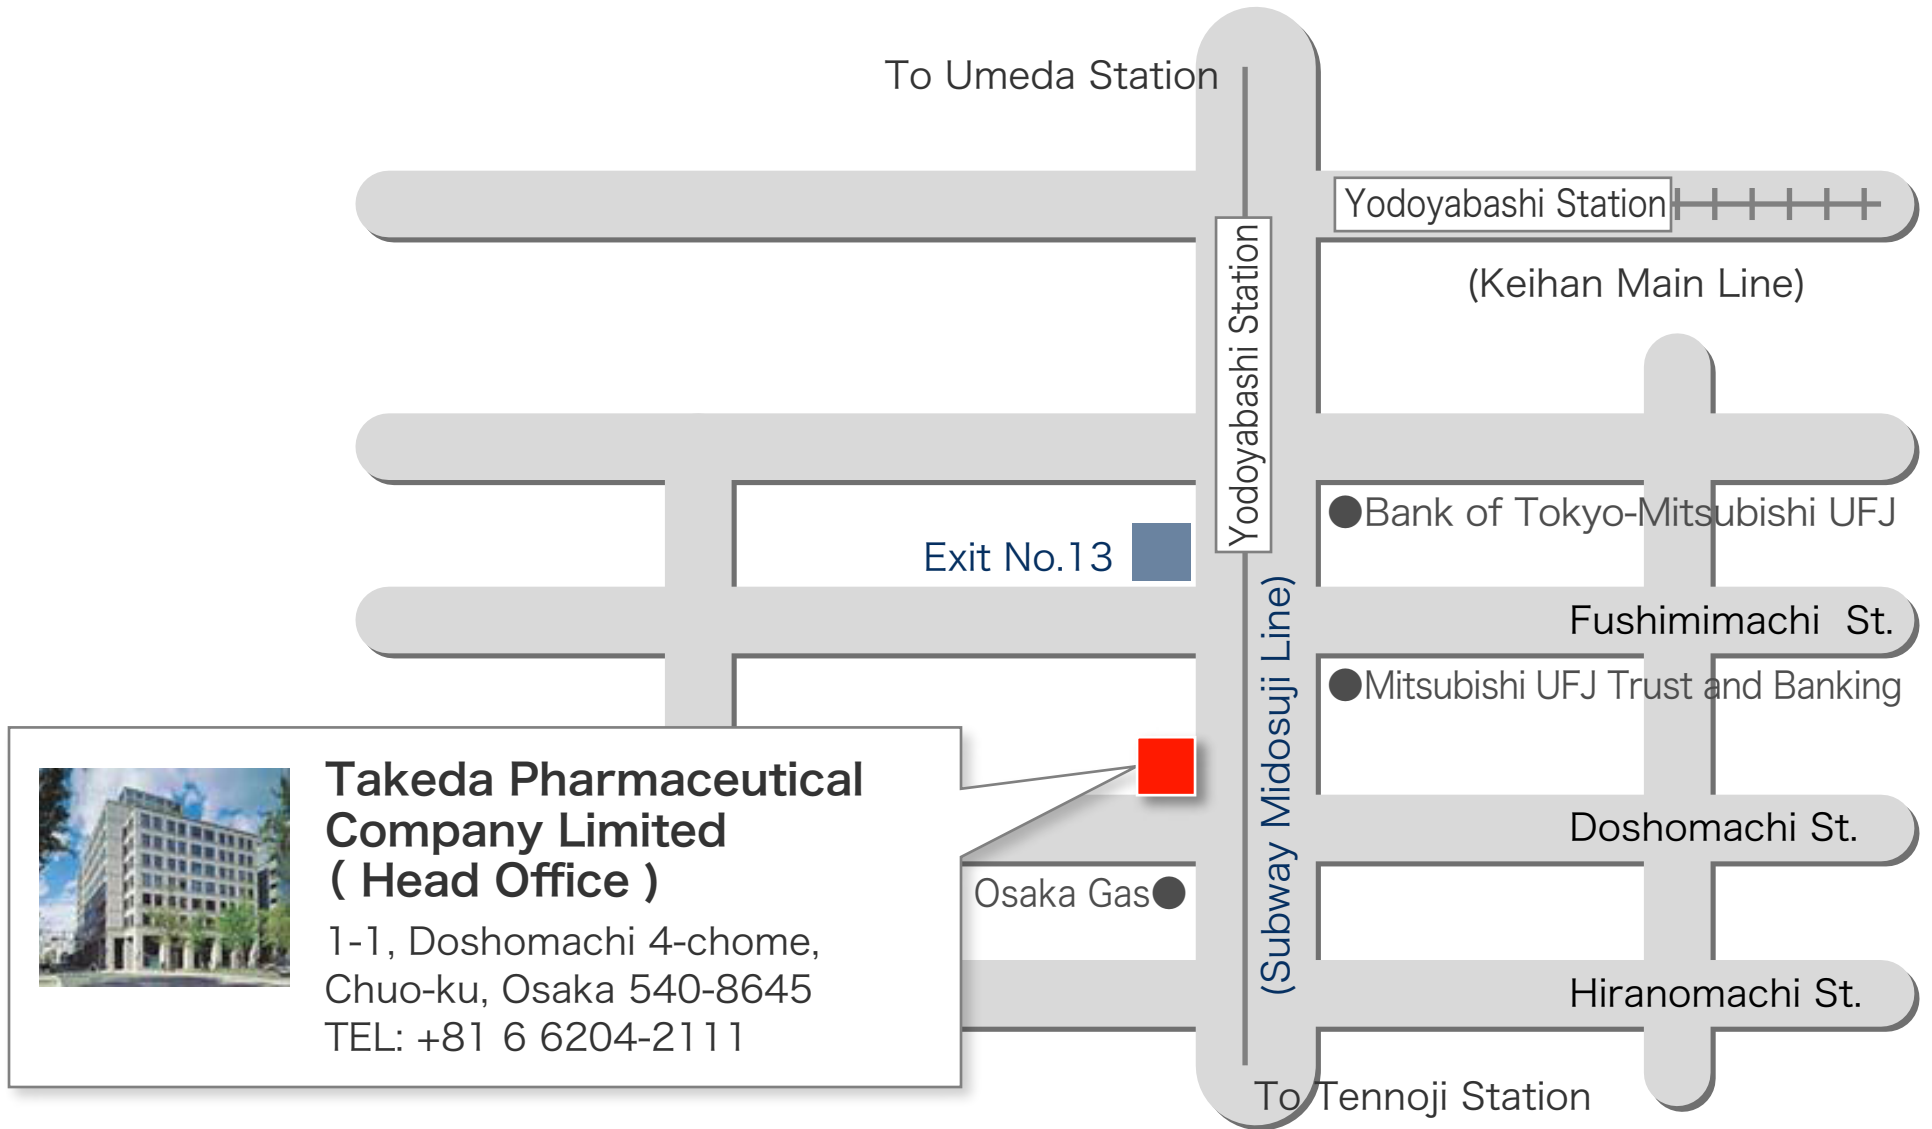 To Umeda Station
Yodoyabashi Station
(Keihan Main Line)
Yodoyabashi Station
Bank of Tokyo-Mitsubishi UFJ
Exit No.13
Fushimimachi St.
Mitsubishi UFJ Trust and Banking
(Subway Midosuji Line)
Takeda Pharmaceutical
Company Limited
( Head Office )
1-1, Doshomachi 4-chome,
Chuo-ku, Osaka 540-8645
TEL: +81 6 6204-2111
Doshomachi St.
Osaka Gas
Hiranomachi St.
To Tennoji Station